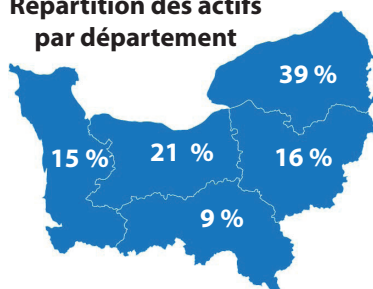 Répartition des actifs
par département
39 %
15 %
21 %
16 %
9 %